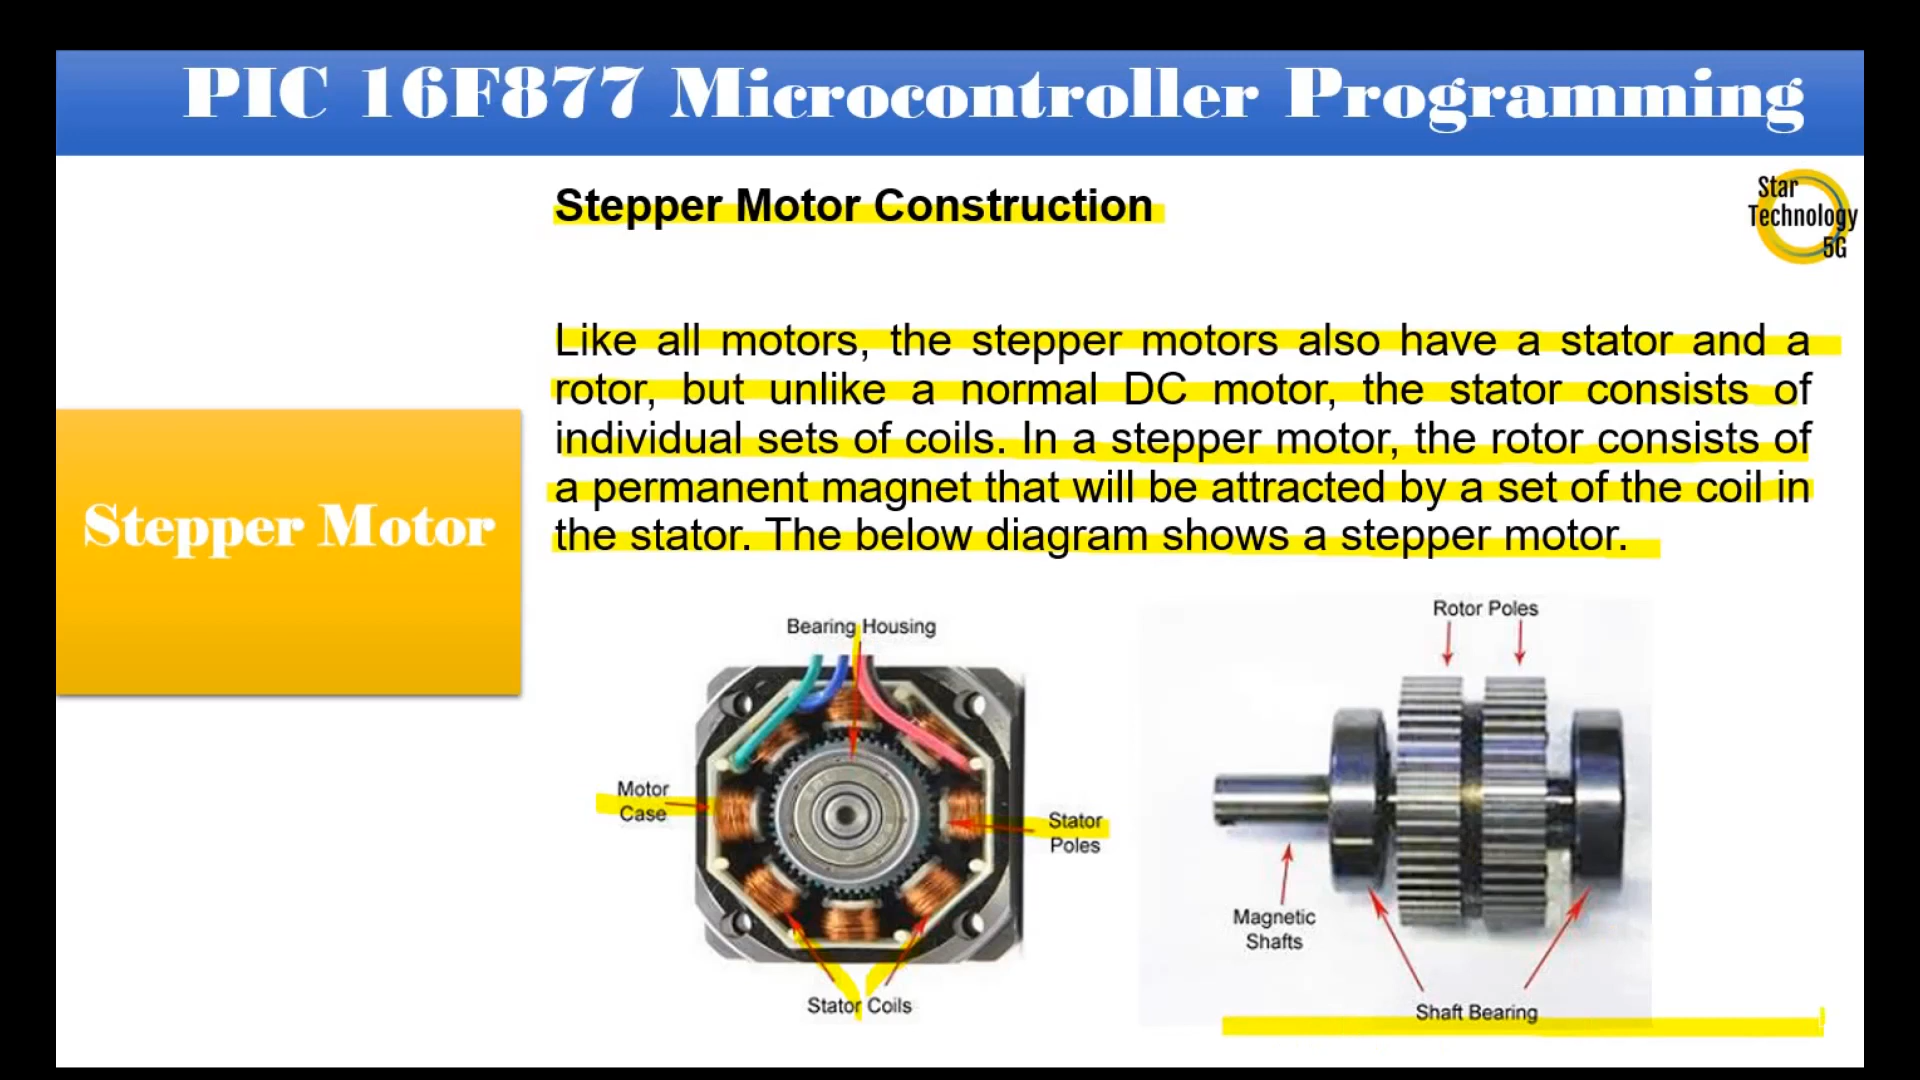 PIC 16F877 Microcontroller Programming
Stepper Motor Construction
Star
Technology
5G
Like all motors, the stepper motors also have a stator and a
rotor, but unlike a normal DC motor, the stator consists of
individual sets of coils. In a stepper motor, the rotor consists of
a permanent magnet that will be attracted by a set of the coil in
the stator. The below diagram shows a stepper motor.
Stepper Motor
Bearing Housing
Motor
Case
Stator
Poles
Stator Coils
Rotor Poles
Magnetic
Shafts
Shaft Bearing